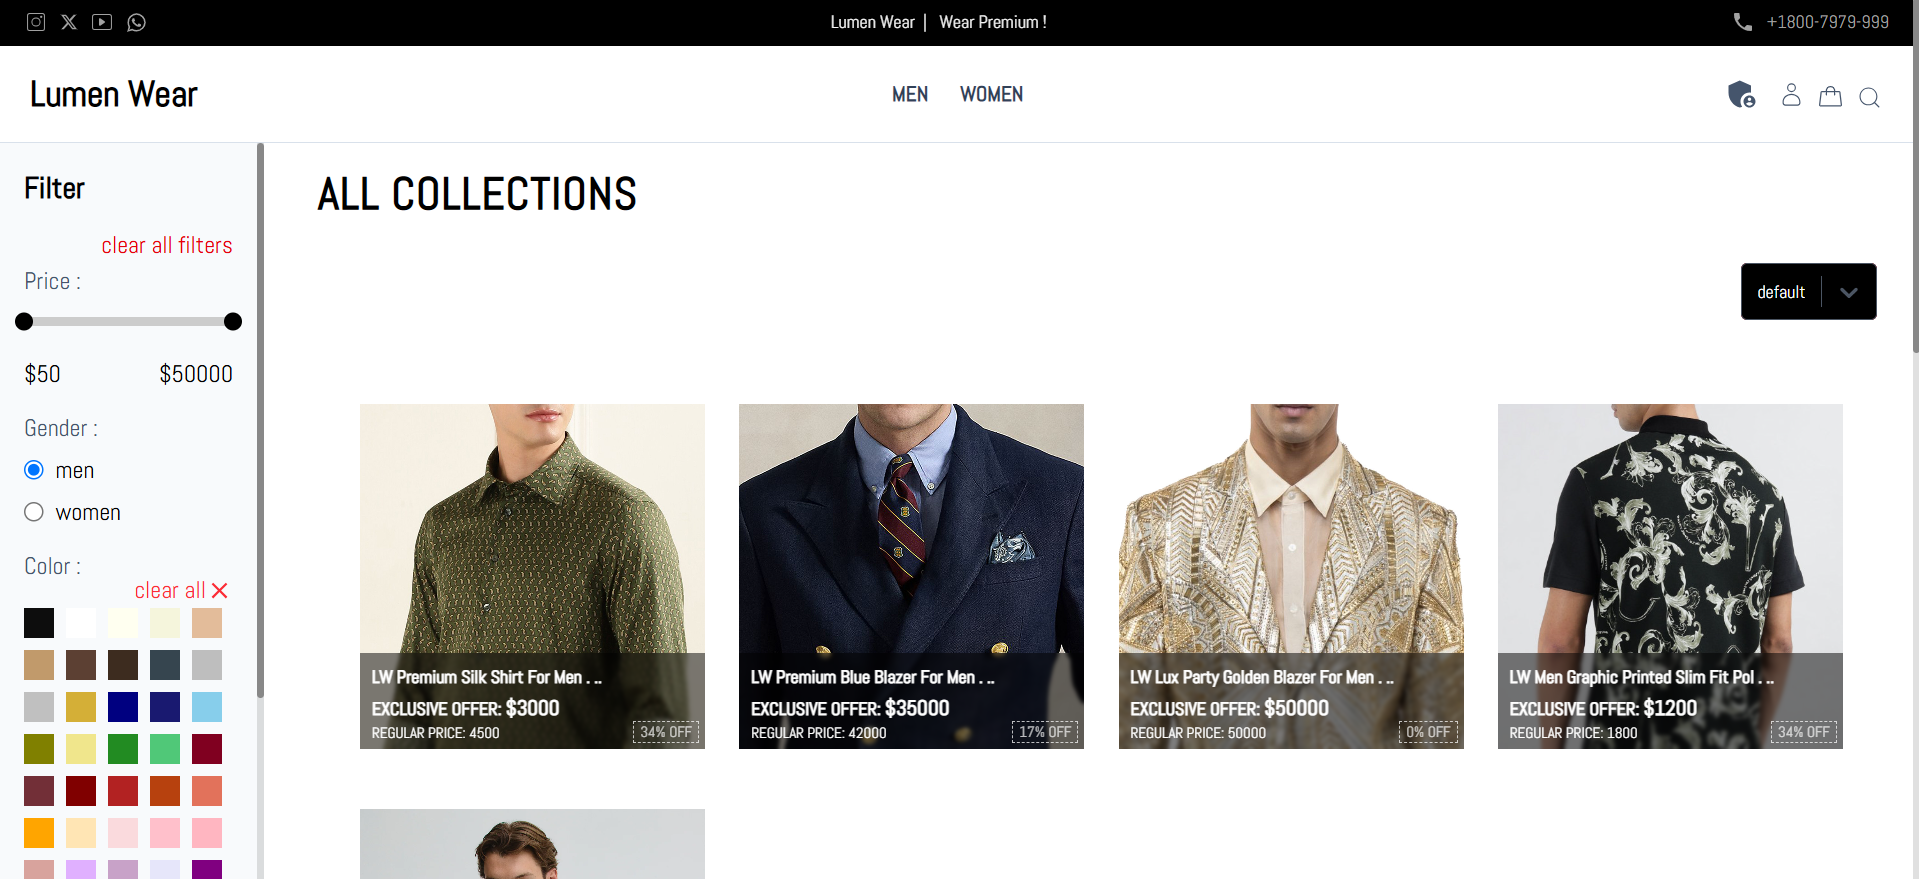 Lumen Wear | Wear Premium !
+1800-7979-999
Lumen Wear
MEN
WOMEN
Filter
clear all filters
Price :
$50
$50000
Gender :
men
women
Color :
clear all
ALL COLLECTIONS
default
LW Premium Silk Shirt For Men . ..
EXCLUSIVE OFFER: $3000
REGULAR PRICE: 4500
34% OFF
LW Premium Blue Blazer For Men . ..
EXCLUSIVE OFFER: $35000
REGULAR PRICE: 42000
17% OFF
LW Lux Party Golden Blazer For Men . ..
EXCLUSIVE OFFER: $50000
REGULAR PRICE: 50000
0% OFF
LW Men Graphic Printed Slim Fit Pol . ..
EXCLUSIVE OFFER: $1200
REGULAR PRICE: 1800
34% OFF